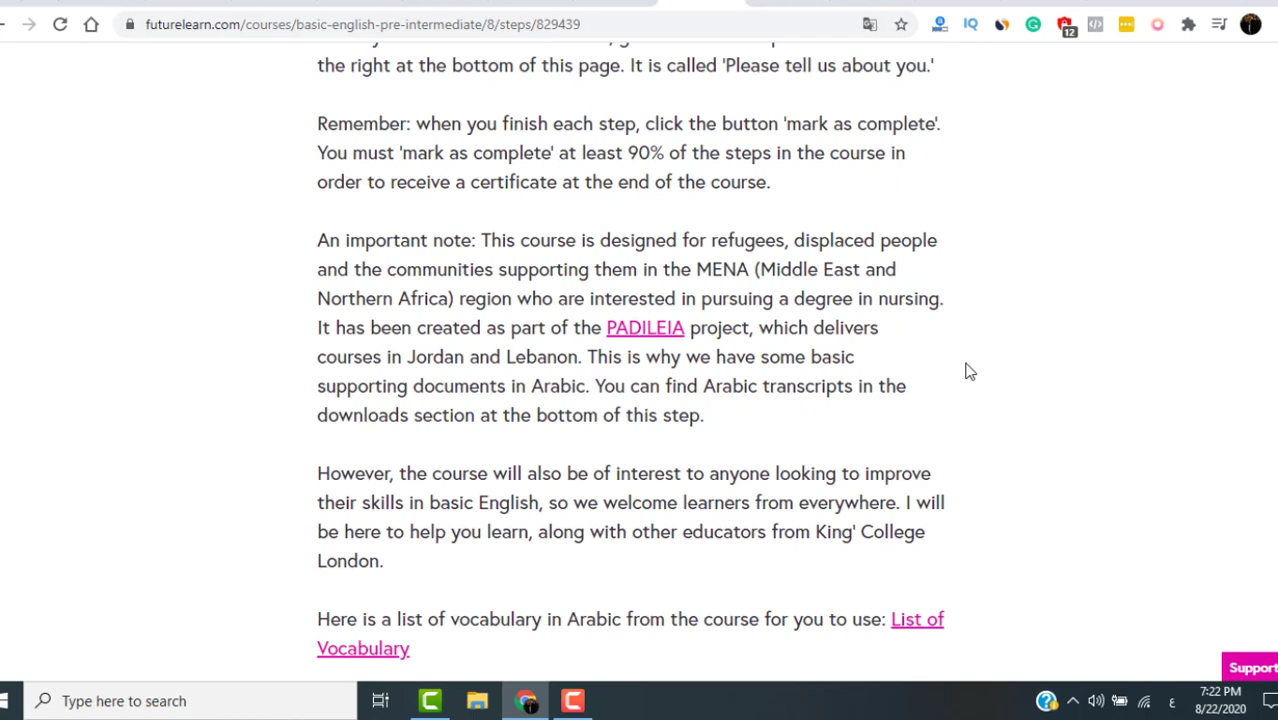 futurelearn.com/courses/basic-english-pre-intermediate/8/steps/829439
IQ
12
the right at the bottom of this page. It is called 'Please tell us about you.'
Remember: when you finish each step, click the button 'mark as complete'.
You must 'mark as complete' at least 90% of the steps in the course in
order to receive a certificate at the end of the course.
An important note: This course is designed for refugees, displaced people
and the communities supporting them in the MENA (Middle East and
Northern Africa) region who are interested in pursuing a degree in nursing.
It has been created as part of the PADILEIA project, which delivers
courses in Jordan and Lebanon. This is why we have some basic
supporting documents in Arabic. You can find Arabic transcripts in the
downloads section at the bottom of this step.
However, the course will also be of interest to anyone looking to improve
their skills in basic English, so we welcome learners from everywhere. I will
be here to help you learn, along with other educators from King' College
London.
Here is a list of vocabulary in Arabic from the course for you to use: List of
Vocabulary
Support
Type here to search
ع
7:22 PM
8/22/2020